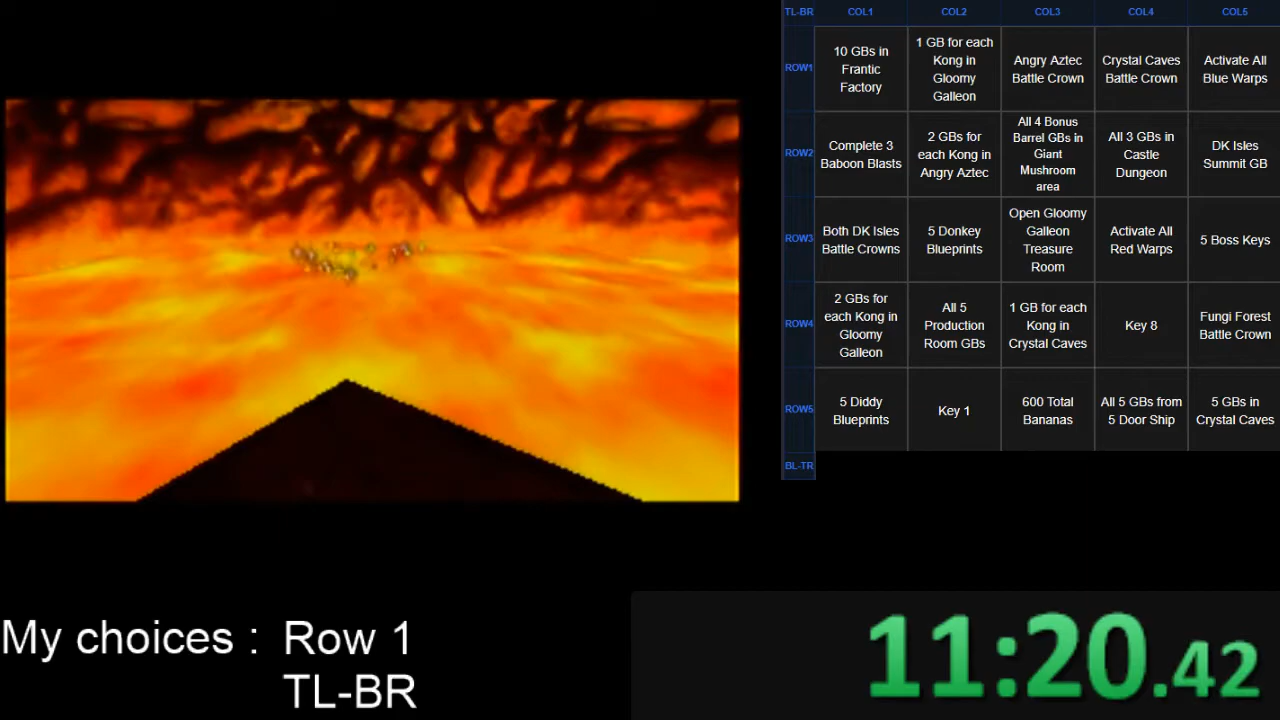 TL-BR COL1 COL2 COL3 COL4 COL5
ROW1
10 GBs in
Frantic
Factory
1 GB for each
Kong in
Gloomy
Galleon
Angry Aztec
Battle Crown
Crystal Caves
Battle Crown
Activate All
Blue Warps
ROW2
Complete 3
Baboon Blasts
2 GBs for
each Kong in
Angry Aztec
All 4 Bonus
Barrel GBs in
Giant
Mushroom
area
All 3 GBs in
Castle
Dungeon
DK Isles
Summit GB
ROW3
Both DK Isles
Battle Crowns
5 Donkey
Blueprints
Open Gloomy
Galleon
Treasure
Room
Activate All
Red Warps
5 Boss Keys
ROW4
2 GBs for
each Kong in
Gloomy
Galleon
All 5
Production
Room GBs
1 GB for each
Kong in
Crystal Caves
Key 8
Fungi Forest
Battle Crown
ROW5
5 Diddy
Blueprints
Key 1
600 Total
Bananas
All 5 GBs from
5 Door Ship
5 GBs in
Crystal Caves
BL-TR
My choices : Row 1
TL-BR
11:20.42